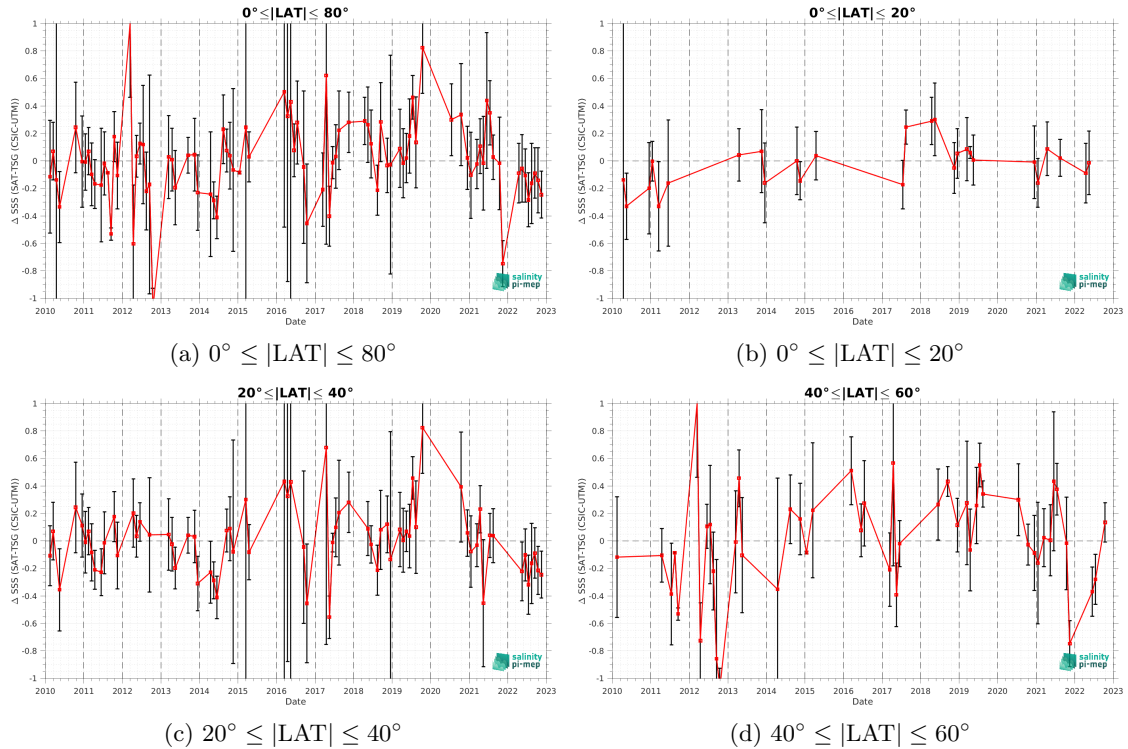 0°≤|LAT|≤ 80°
Δ SSS (SAT-TSG (CSIC-UTM))
1
0.8
0.6
0.4
0.2
0
-0.2
-0.4
-0.6
-0.8
-1
2010 2011 2012 2013 2014 2015 2016 2017 2018 2019 2020 2021 2022 2023
Date
salinity
pi-mep
(a) 0° ≤ |LAT| ≤ 80°
0°≤|LAT|≤ 20°
Δ SSS (SAT-TSG (CSIC-UTM))
1
0.8
0.6
0.4
0.2
0
-0.2
-0.4
-0.6
-0.8
-1
2010 2011 2012 2013 2014 2015 2016 2017 2018 2019 2020 2021 2022 2023
Date
salinity
pi-mep
(b) 0° ≤ |LAT| ≤ 20°
20°≤|LAT|≤ 40°
Δ SSS (SAT-TSG (CSIC-UTM))
1
0.8
0.6
0.4
0.2
0
-0.2
-0.4
-0.6
-0.8
-1
2010 2011 2012 2013 2014 2015 2016 2017 2018 2019 2020 2021 2022 2023
Date
salinity
pi-mep
(c) 20° ≤ |LAT| ≤ 40°
40°≤|LAT|≤ 60°
Δ SSS (SAT-TSG (CSIC-UTM))
1
0.8
0.6
0.4
0.2
0
-0.2
-0.4
-0.6
-0.8
-1
2010 2011 2012 2013 2014 2015 2016 2017 2018 2019 2020 2021 2022 2023
Date
salinity
pi-mep
(d) 40° ≤ |LAT| ≤ 60°